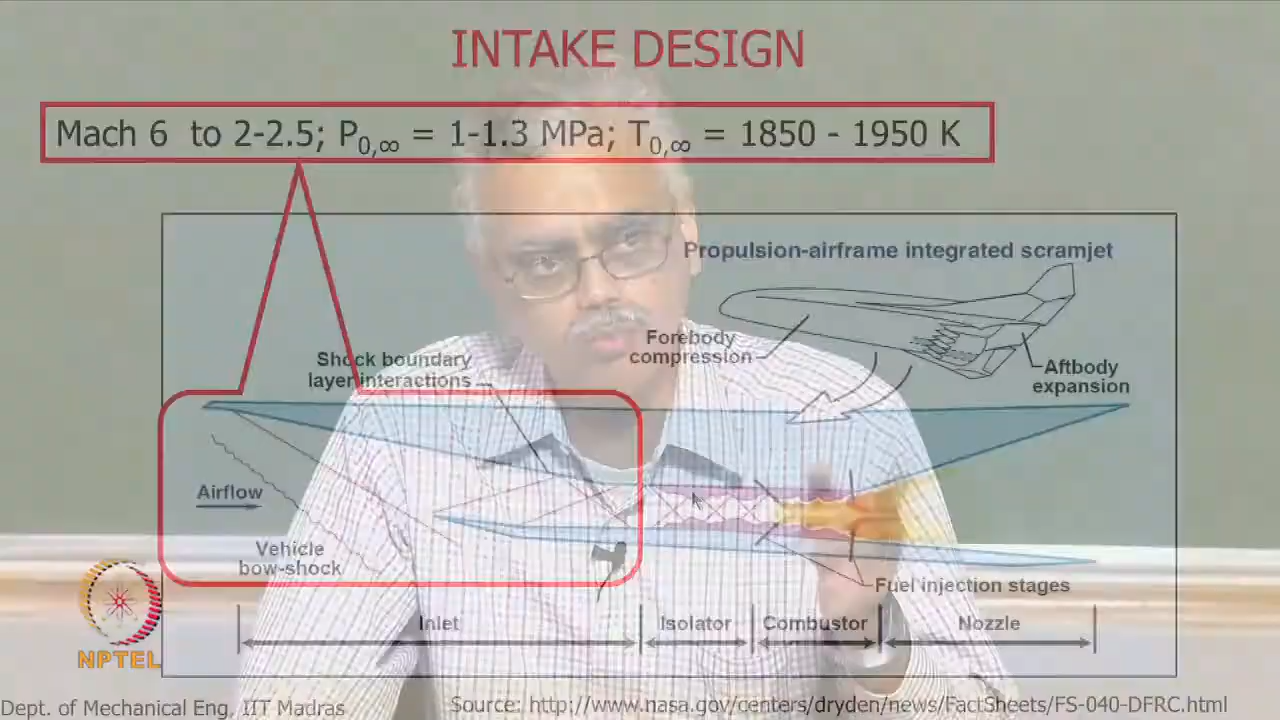 INTAKE DESIGN
Mach 6 to 2-2.5; P0,∞ = 1-1.3 MPa; T0,∞ = 1850 - 1950 K
Propulsion-airframe integrated scramjet
Forebody
compression
Aftbody
expansion
Shock boundary
layer interactions
Airflow
Vehicle
bow-shock
Fuel injection stages
Inlet
Isolator
Combustor
Nozzle
NPTEL
Dept. of Mechanical Eng. IIT Madras
Source: http://www.nasa.gov/centers/dryden/news/FactSheets/FS-040-DFRC.html